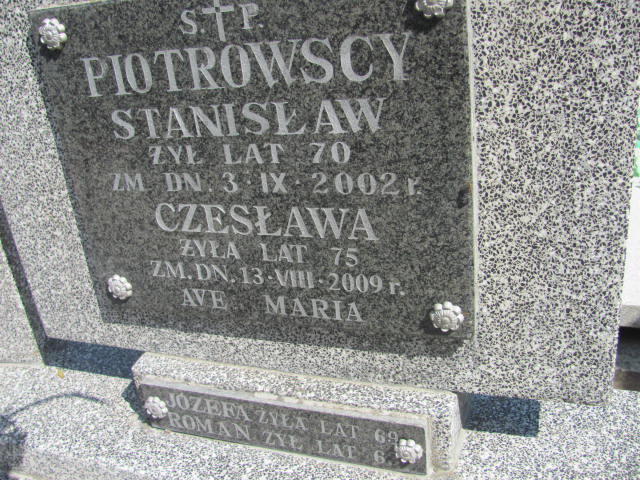 S.†P.
PIOTROWSCY
STANISŁAW
ŻYŁ LAT 70
ZM DN. 3·IX·2002 r.
CZESŁAWA
ŻYŁA LAT 75
ZM. DN. 13-VIII-2009 r.
AVE MARIA
JÓZEFA ŻYŁA LAT
ROMAN ŻYŁ LAT